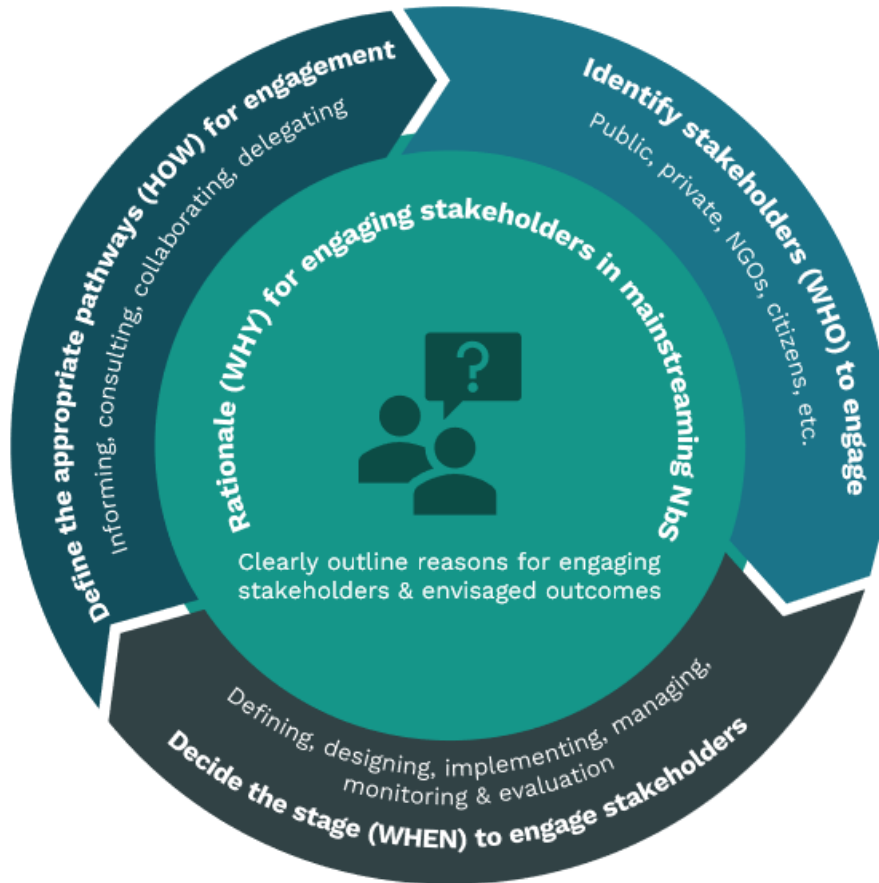 Identify stakeholders (WHO) to engage
Public, private, NGOs, citizens, etc.
Decide the stage (WHEN) to engage stakeholders
Defining, designing, implementing, managing,
monitoring & evaluation
Define the appropriate pathways (HOW) for engagement
Informing, consulting, collaborating, delegating
Rationale (WHY) for engaging stakeholders in mainstreaming NbS
?
Clearly outline reasons for engaging
stakeholders & envisaged outcomes